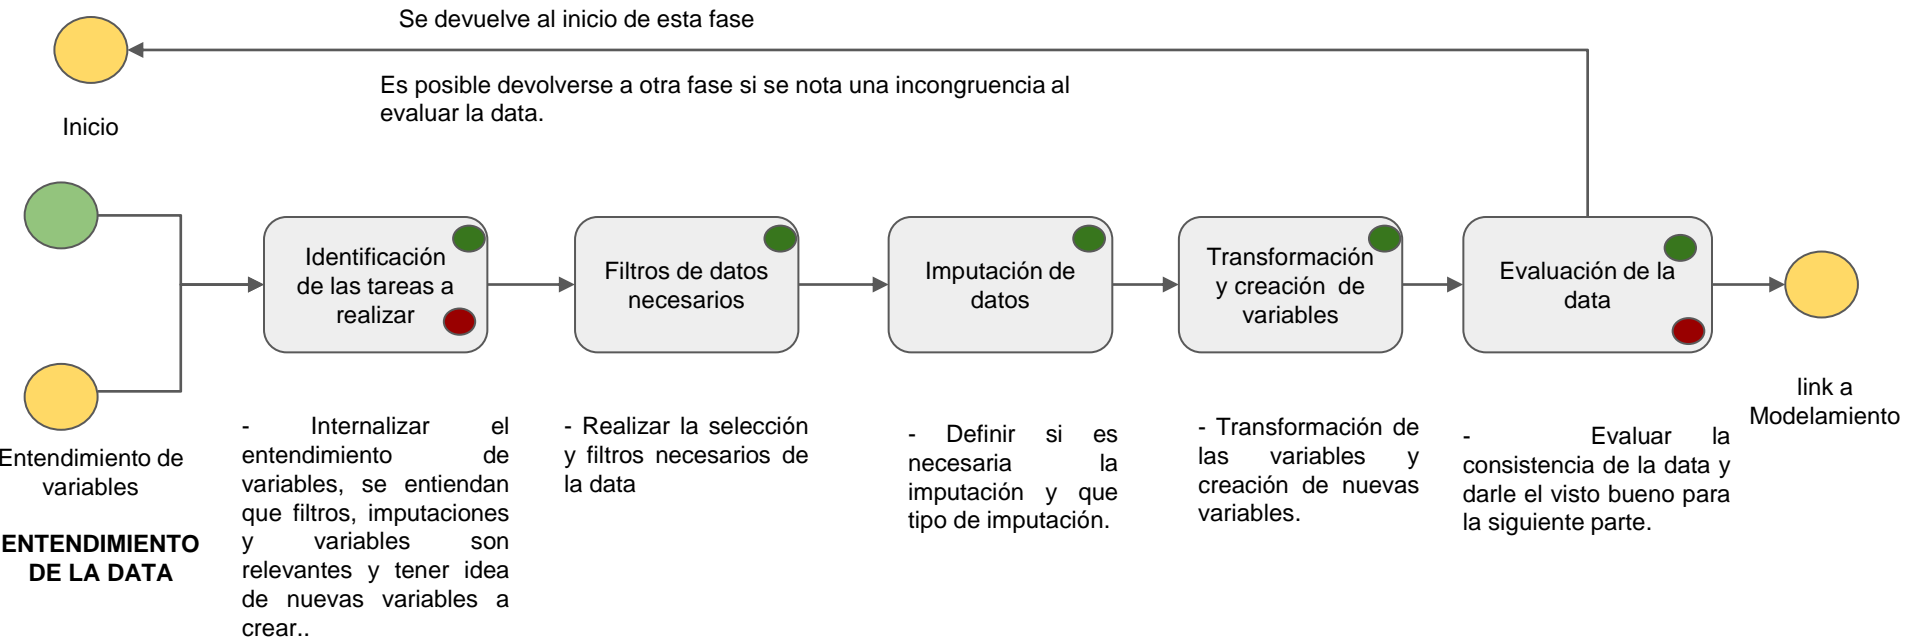 Se devuelve al inicio de esta fase
Es posible devolverse a otra fase si se nota una incongruencia al
evaluar la data.
Inicio
Identificación
de las tareas a
realizar
Filtros de datos
necesarios
Imputación de
datos
Transformación
y creación de
variables
Evaluación de la
data
link a
Modelamiento
Entendimiento de
variables
ENTENDIMIENTO
DE LA DATA
- Internalizar el
entendimiento de
variables, se entiendan
que filtros, imputaciones
y variables son
relevantes y tener idea
de nuevas variables a
crear..
- Realizar la selección
y filtros necesarios de
la data
- Definir si es
necesaria la
imputación y que
tipo de imputación.
- Transformación de
las variables y
creación de nuevas
variables.
- Evaluar la
consistencia de la data y
darle el visto bueno para
la siguiente parte.